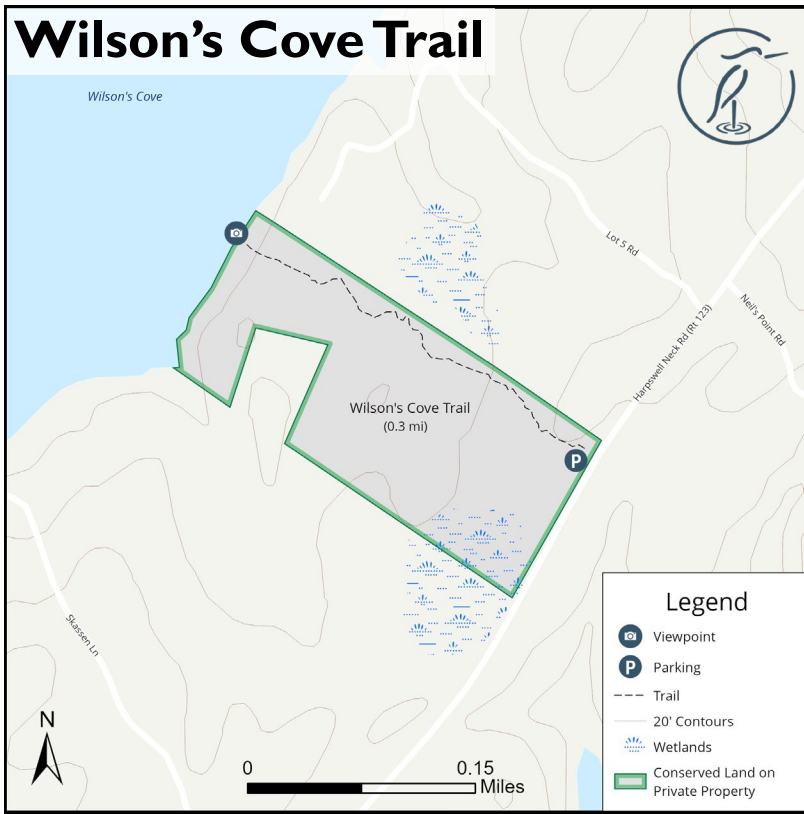 Wilson's Cove Trail
Wilson's Cove
Lot 5 Rd
Neil's Point Rd
Harpswell Neck Rd (Rt 123)
Wilson's Cove Trail
(0.3 mi)
P
Skassen Ln
N
0
0.15
Miles
Legend
Viewpoint
P
Parking
Trail
20' Contours
Wetlands
Conserved Land on
Private Property